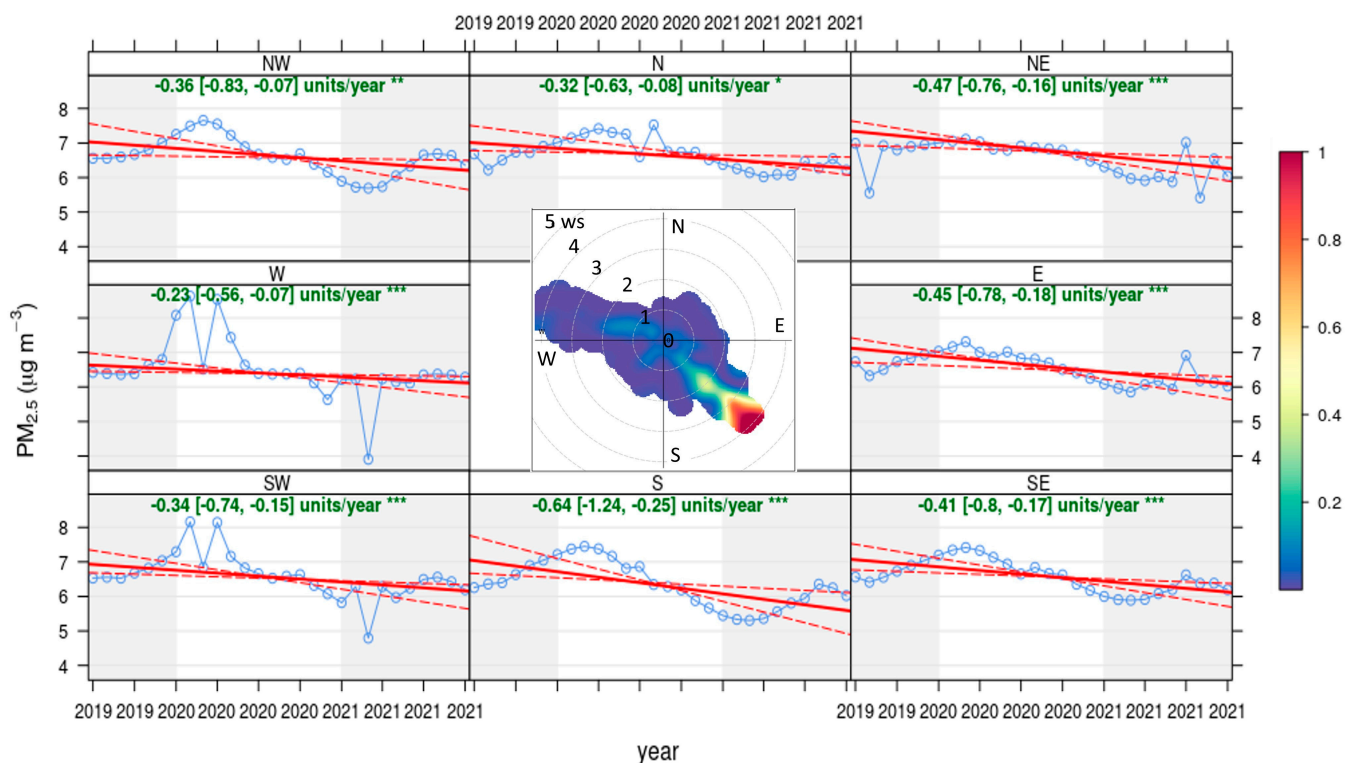 2019 2019 2020 2020 2020 2020 2021 2021 2021 2021
NW N NE
-0.36 [-0.83, -0.07] units/year ** -0.32 [-0.63, -0.08] units/year * -0.47 [-0.76, -0.16] units/year ***
8
7
6
5
4
W E
-0.23 [-0.56, -0.07] units/year *** -0.45 [-0.78, -0.18] units/year ***
8
7
6
5
4
5 ws
4
3
2
1
0
N
E
W
S
SW S SE
-0.34 [-0.74, -0.15] units/year *** -0.64 [-1.24, -0.25] units/year *** -0.41 [-0.8, -0.17] units/year ***
8
7
6
5
4
2019 2019 2020 2020 2020 2020 2021 2021 2021 2021 2019 2019 2020 2020 2020 2020 2021 2021 2021 2021
year
PM2.5 (ug m−3)
1
0.8
0.6
0.4
0.2